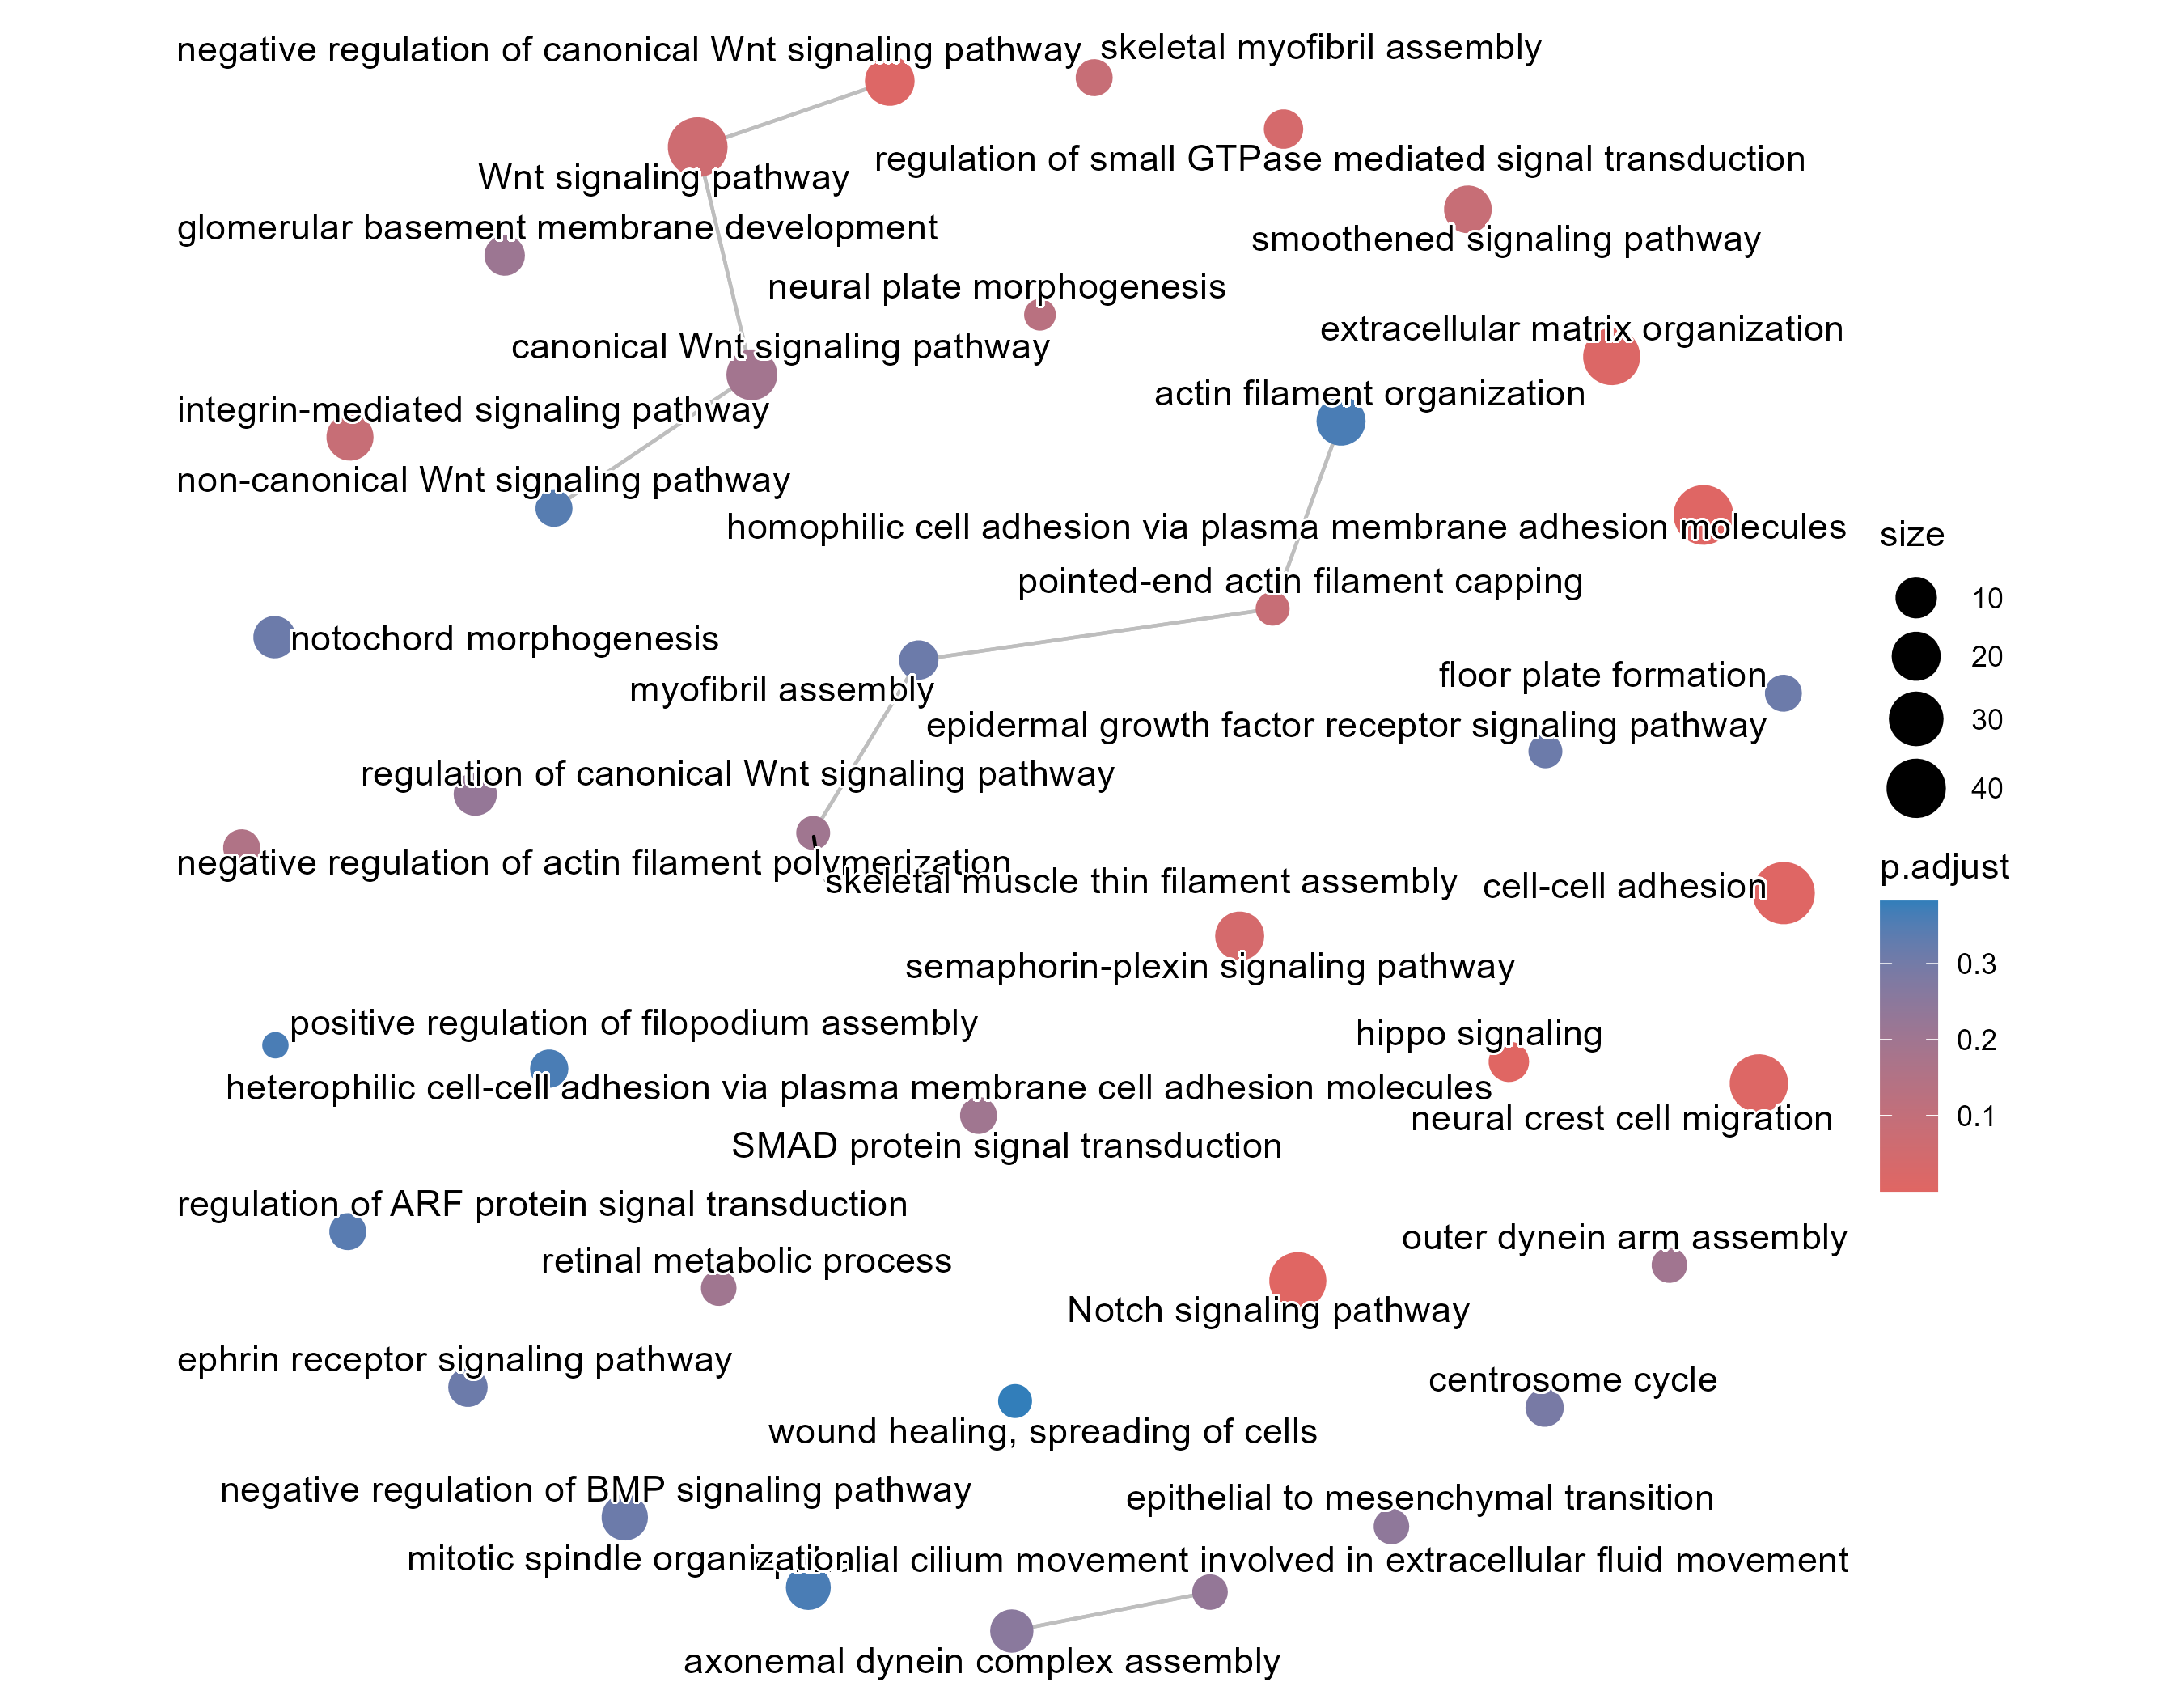 negative regulation of canonical Wnt signaling pathway
skeletal myofibril assembly
Wnt signaling pathway
regulation of small GTPase mediated signal transduction
glomerular basement membrane development
smoothened signaling pathway
neural plate morphogenesis
extracellular matrix organization
canonical Wnt signaling pathway
actin filament organization
integrin-mediated signaling pathway
non-canonical Wnt signaling pathway
homophilic cell adhesion via plasma membrane adhesion molecules
size
pointed-end actin filament capping
10
notochord morphogenesis
20
floor plate formation
myofibril assembly
30
epidermal growth factor receptor signaling pathway
regulation of canonical Wnt signaling pathway
40
negative regulation of actin filament polymerization
skeletal muscle thin filament assembly
cell-cell adhesion
p.adjust
semaphorin-plexin signaling pathway
0.3
positive regulation of filopodium assembly
hippo signaling
0.2
heterophilic cell-cell adhesion via plasma membrane cell adhesion molecules
neural crest cell migration
0.1
SMAD protein signal transduction
regulation of ARF protein signal transduction
outer dynein arm assembly
retinal metabolic process
Notch signaling pathway
ephrin receptor signaling pathway
centrosome cycle
wound healing, spreading of cells
negative regulation of BMP signaling pathway
epithelial to mesenchymal transition
mitotic spindle organization
cilium movement involved in extracellular fluid movement
axonemal dynein complex assembly